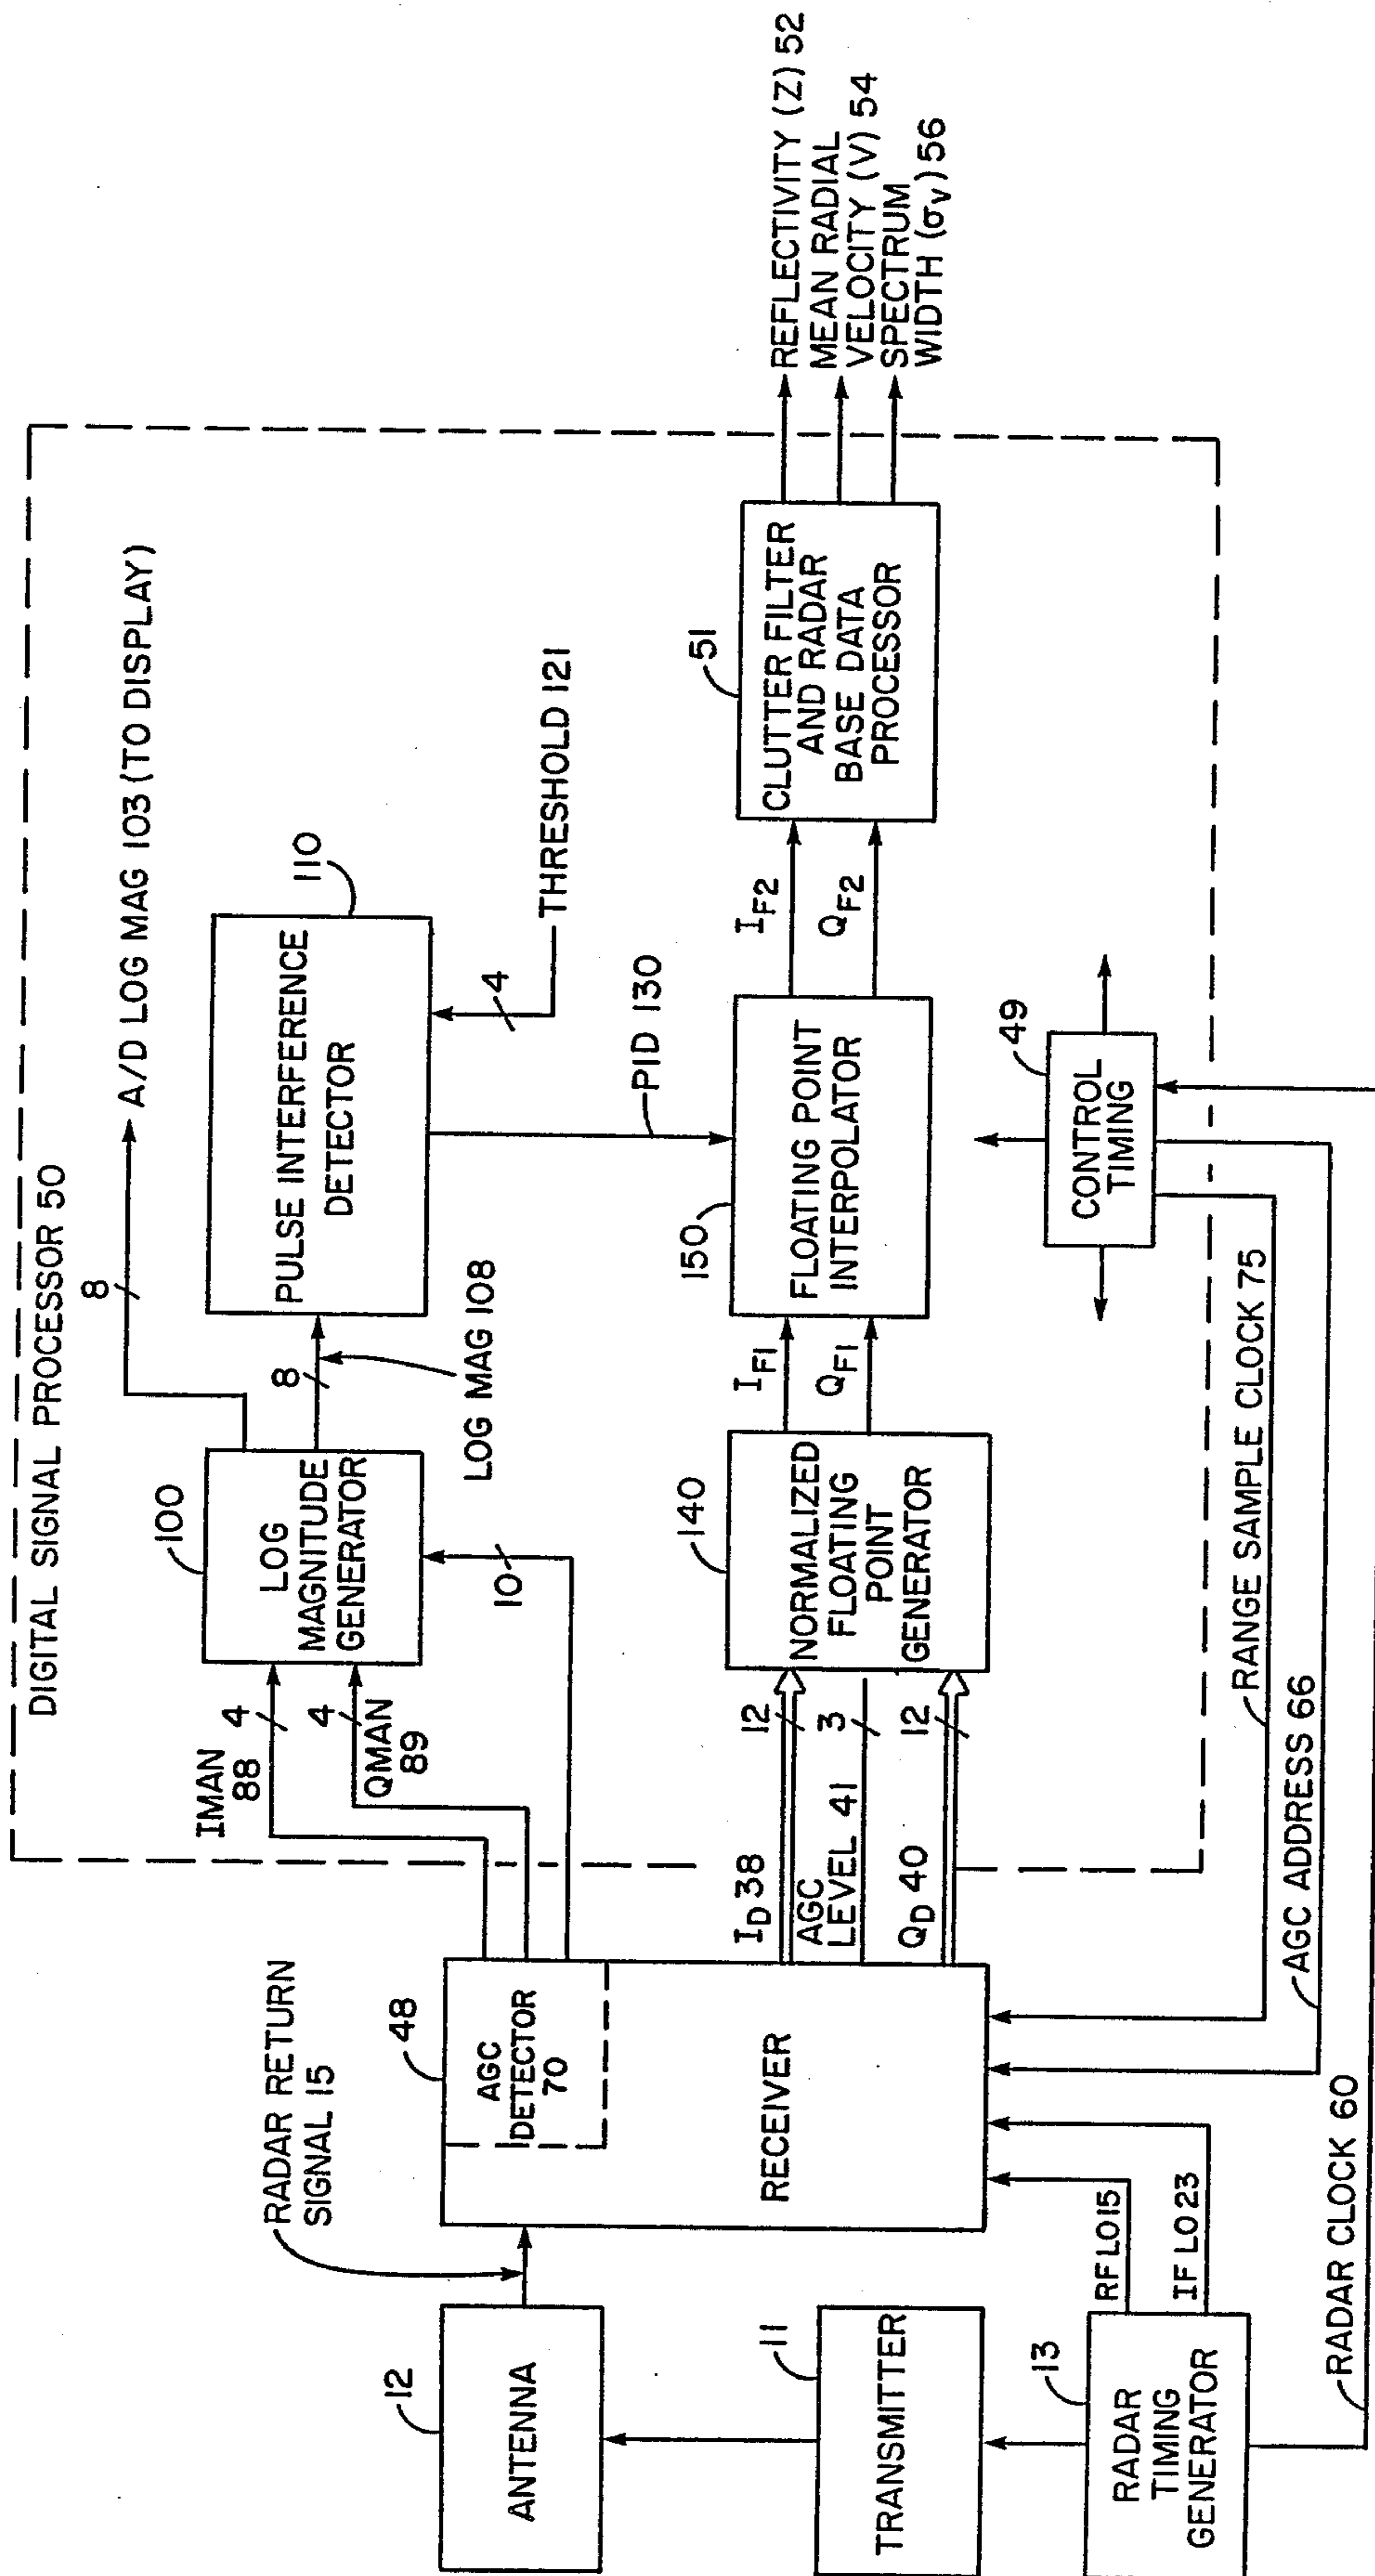 DIGITAL SIGNAL PROCESSOR 50
8
A/D LOG MAG 103 (TO DISPLAY)
RADAR RETURN
SIGNAL 15
12
ANTENNA
11
TRANSMITTER
13
RADAR
TIMING
GENERATOR
RF LO15
IF LO23
RADAR CLOCK 60
48
AGC
DETECTOR
70
RECEIVER
IMAN
88
4
QMAN
89
4
10
100
LOG
MAGNITUDE
GENERATOR
8
LOG MAG 108
110
PULSE INTERFERENCE
DETECTOR
4
THRESHOLD 121
PID 130
ID 38
12
AGC
LEVEL 41
3
QD 40
12
140
NORMALIZED
FLOATING
POINT
GENERATOR
IF1
QF1
150
FLOATING POINT
INTERPOLATOR
IF2
QF2
51
CLUTTER FILTER
AND RADAR
BASE DATA
PROCESSOR
REFLECTIVITY (Z) 52
MEAN RADIAL
VELOCITY (V) 54
SPECTRUM
WIDTH (σv) 56
49
CONTROL
TIMING
RANGE SAMPLE CLOCK 75
AGC ADDRESS 66